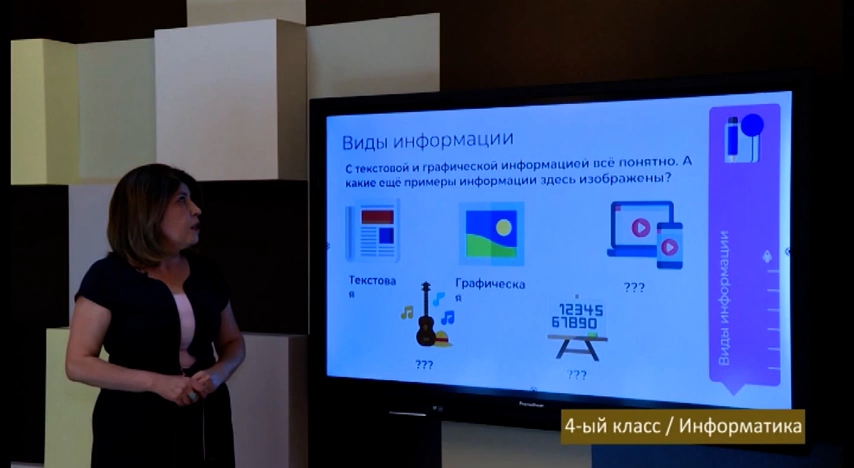 Виды информации
С текстовой и графической информацией всё понятно. А
какие ещё примеры информации здесь изображены?
Текстова
я
Графическа
я
???
12345
67890
???
???
Виды информации
4-ый класс / Информатика